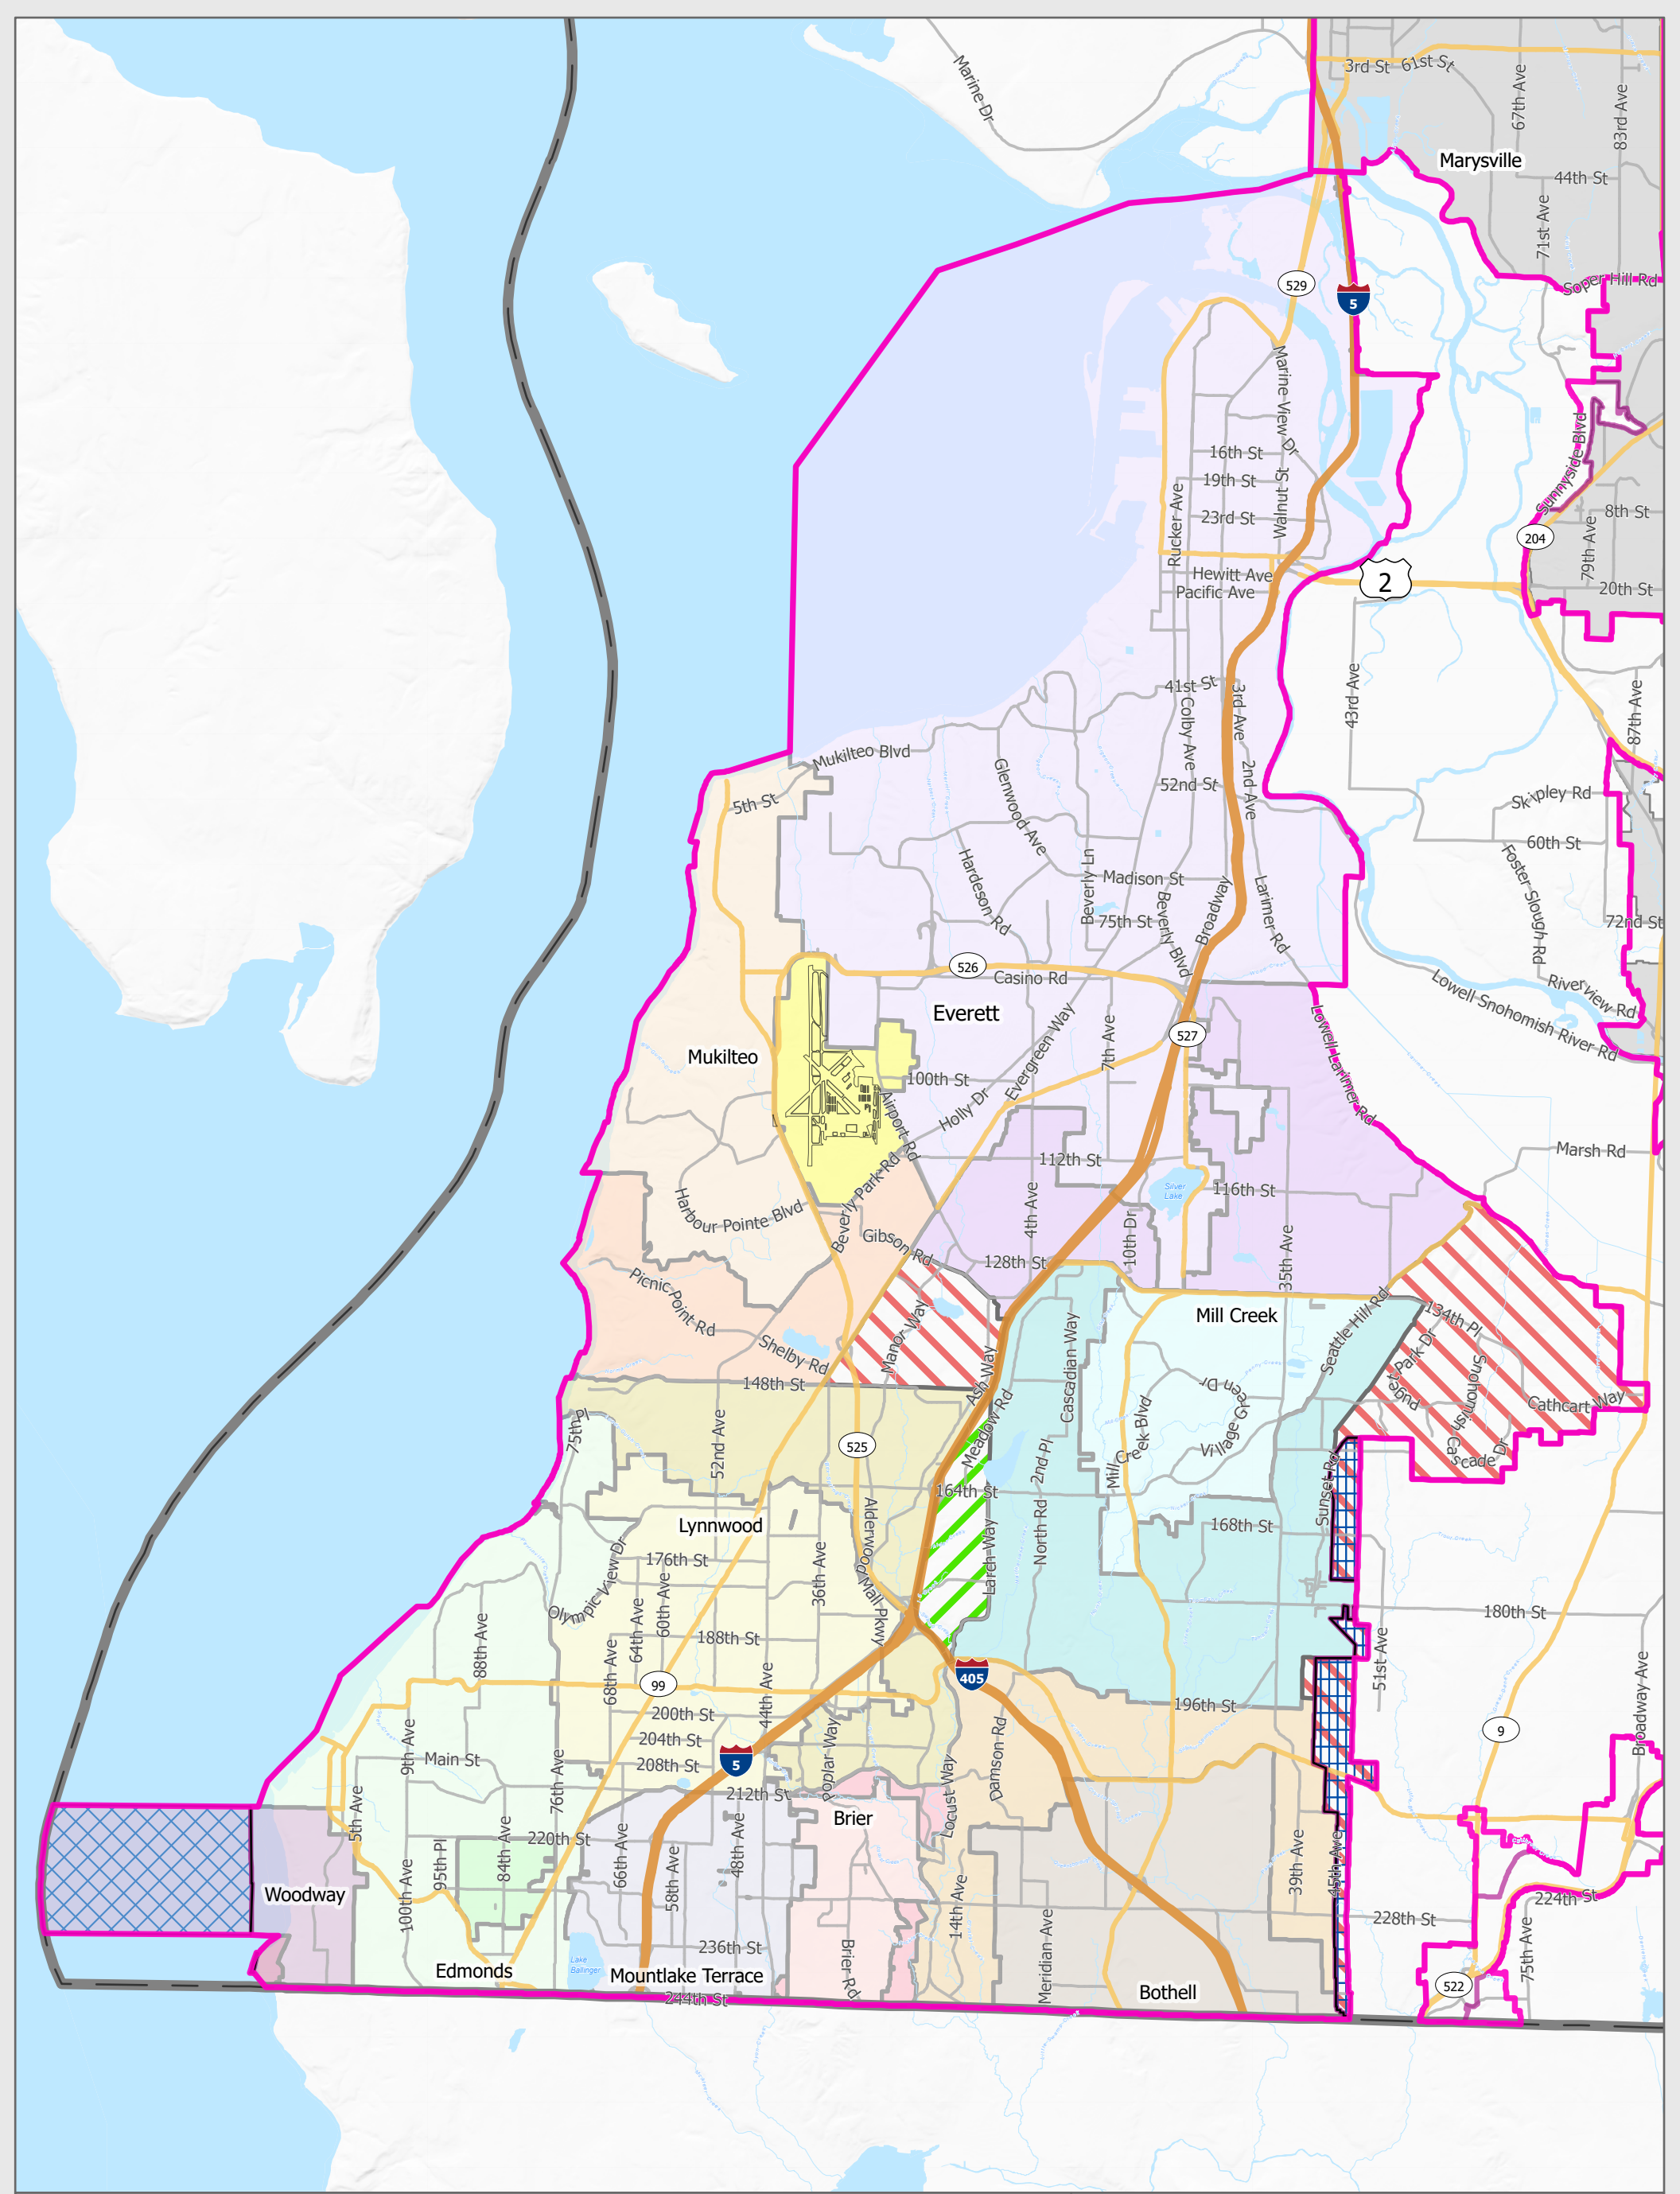 Marine Dr
3rd St
61st St
67th Ave
83rd Ave
Marysville
44th St
71st Ave
Soper Hill Rd
529
5
Marine View Dr
16th St
19th St
23rd St
Walnut St
Rucker Ave
Sunnyside Blvd
8th St
204
79th Ave
20th St
Hewitt Ave
Pacific Ave
2
41st St
Colby Ave
3rd Ave
43rd Ave
87th Ave
Mukilteo Blvd
Glenwood Ave
52nd St
2nd Ave
5th St
Skipley Rd
60th St
Hardeson Rd
Beverly Ln
Madison St
Broadway
Larimer Rd
Foster Slough Rd
75th St
Beverly Blvd
72nd St
526
Casino Rd
Riverview Rd
Lowell Snohomish River Rd
Everett
527
Mukilteo
Evergreen Way
7th Ave
Lowell Larimer Rd
100th St
Airport Rd
Holly Dr
112th St
Marsh Rd
Silver
Lake
116th St
Harbour Pointe Blvd
Beverly Park Rd
4th Ave
10th Dr
35th Ave
Gibson Rd
128th St
Picnic Point Rd
Manor Way
Mill Creek
Seattle Hill Rd
134th Pl
Shelby Rd
Cascadian Way
Puget Park Dr
Snohomish Cascade Dr
148th St
Ash Way
Village Green Dr
Cathcart Way
75th Pl
52nd Ave
525
Meadow Rd
2nd Pl
Mill Creek Blvd
Sunset Rd
164th St
Lynnwood
Alderwood Mall Pkwy
Larch Way
North Rd
168th St
176th St
36th Ave
Olympic View Dr
60th Ave
64th Ave
88th Ave
68th Ave
188th St
180th St
51st Ave
99
405
44th Ave
196th St
200th St
9
Broadway Ave
9th Ave
Main St
204th St
208th St
5
76th Ave
Poplar Way
Damson Rd
212th St
5th Ave
Brier
Locust Way
220th St
95th Pl
84th Ave
66th Ave
48th Ave
39th Ave
45th Ave
58th Ave
Woodway
100th Ave
14th Ave
224th St
228th St
Meridian Ave
75th Ave
236th St
Brier Rd
Edmonds
Lake
Ballinger
Mountlake Terrace
Bothell
522
244th St